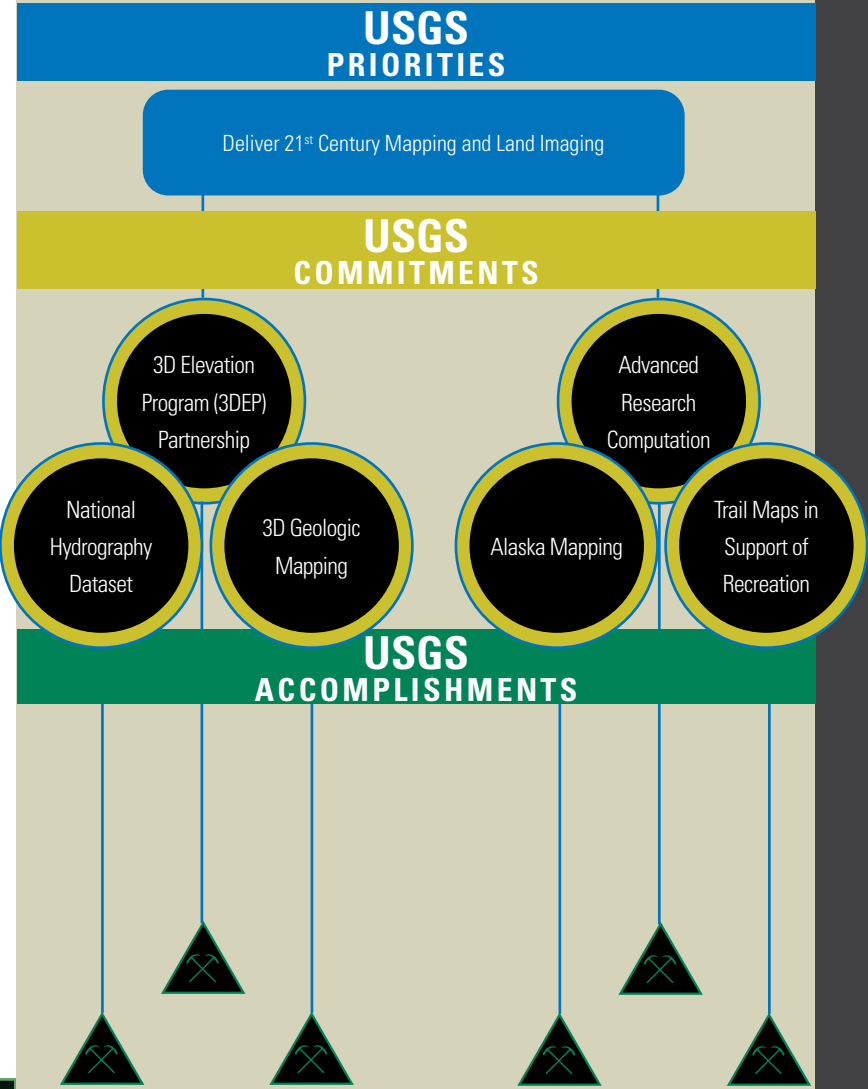 USGS
PRIORITIES
Deliver 21st Century Mapping and Land Imaging
USGS
COMMITMENTS
3D Elevation
Program (3DEP)
Partnership
National
Hydrography
Dataset
3D Geologic
Mapping
Advanced
Research
Computation
Alaska Mapping
Trail Maps in
Support of
Recreation
USGS
ACCOMPLISHMENTS